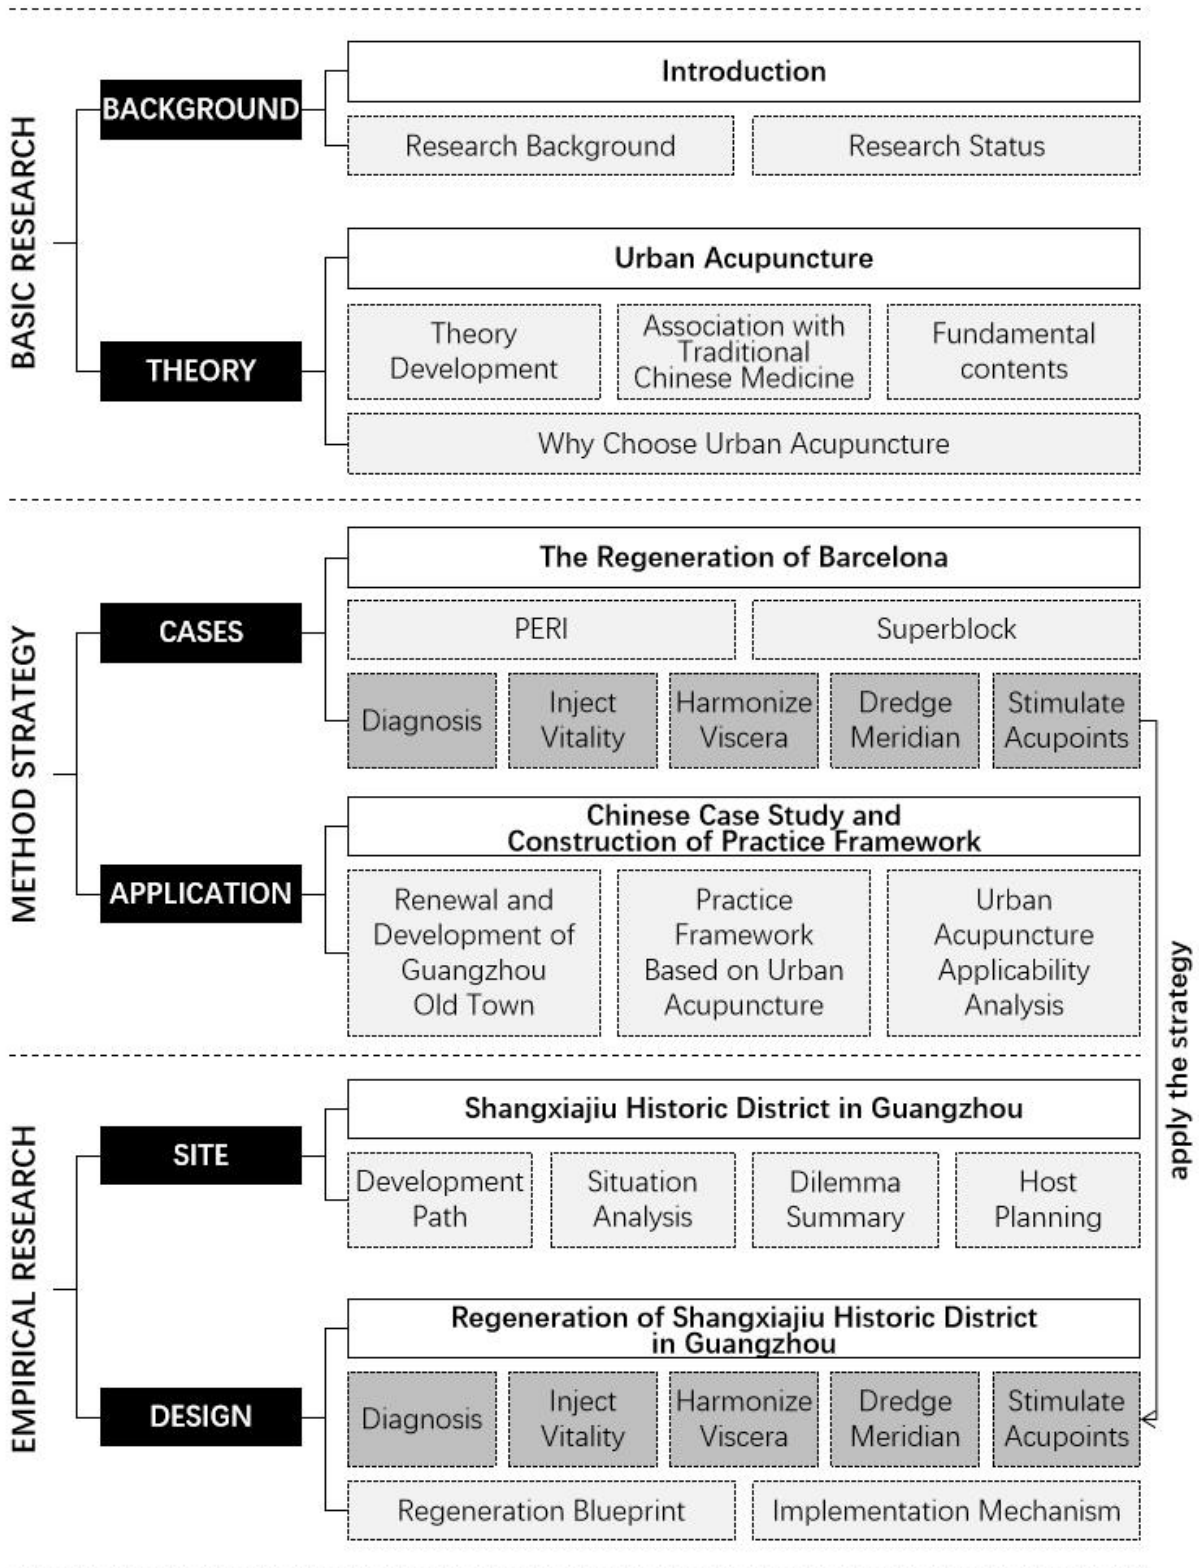 BASIC RESEARCH
BACKGROUND
Introduction
Research Background
Research Status
THEORY
Urban Acupuncture
Theory
Development
Association with
Traditional
Chinese Medicine
Fundamental
contents
Why Choose Urban Acupuncture
METHOD STRATEGY
CASES
The Regeneration of Barcelona
PERI
Superblock
Diagnosis
Inject
Vitality
Harmonize
Viscera
Dredge
Meridian
Stimulate
Acupoints
APPLICATION
Chinese Case Study and
Construction of Practice Framework
Renewal and
Development of
Guangzhou
Old Town
Practice
Framework
Based on Urban
Acupuncture
Urban
Acupuncture
Applicability
Analysis
apply the strategy
EMPIRICAL RESEARCH
SITE
Shangxiajiu Historic District in Guangzhou
Development
Path
Situation
Analysis
Dilemma
Summary
Host
Planning
DESIGN
Regeneration of Shangxiajiu Historic District
in Guangzhou
Diagnosis
Inject
Vitality
Harmonize
Viscera
Dredge
Meridian
Stimulate
Acupoints
Regeneration Blueprint
Implementation Mechanism